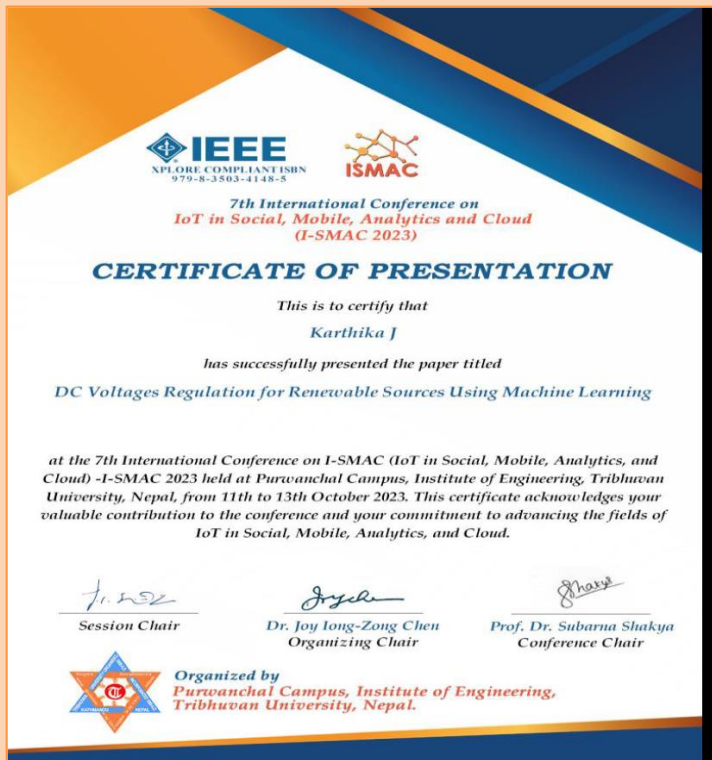 IEEE
XPLORE COMPLIANT ISBN
979-8-3503-4148-5
ISMAC
7th International Conference on
IoT in Social, Mobile, Analytics and Cloud
(I-SMAC 2023)
CERTIFICATE OF PRESENTATION
This is to certify that
Karthika J
has successfully presented the paper titled
DC Voltages Regulation for Renewable Sources Using Machine Learning
at the 7th International Conference on I-SMAC (IoT in Social, Mobile, Analytics, and
Cloud) -I-SMAC 2023 held at Purwanchal Campus, Institute of Engineering, Tribhuvan
University, Nepal, from 11th to 13th October 2023. This certificate acknowledges your
valuable contribution to the conference and your commitment to advancing the fields of
IoT in Social, Mobile, Analytics, and Cloud.
Session Chair
Dr. Joy Iong-Zong Chen
Organizing Chair
Prof. Dr. Subarna Shakya
Conference Chair
Organized by
Purwanchal Campus, Institute of Engineering,
Tribhuvan University, Nepal.